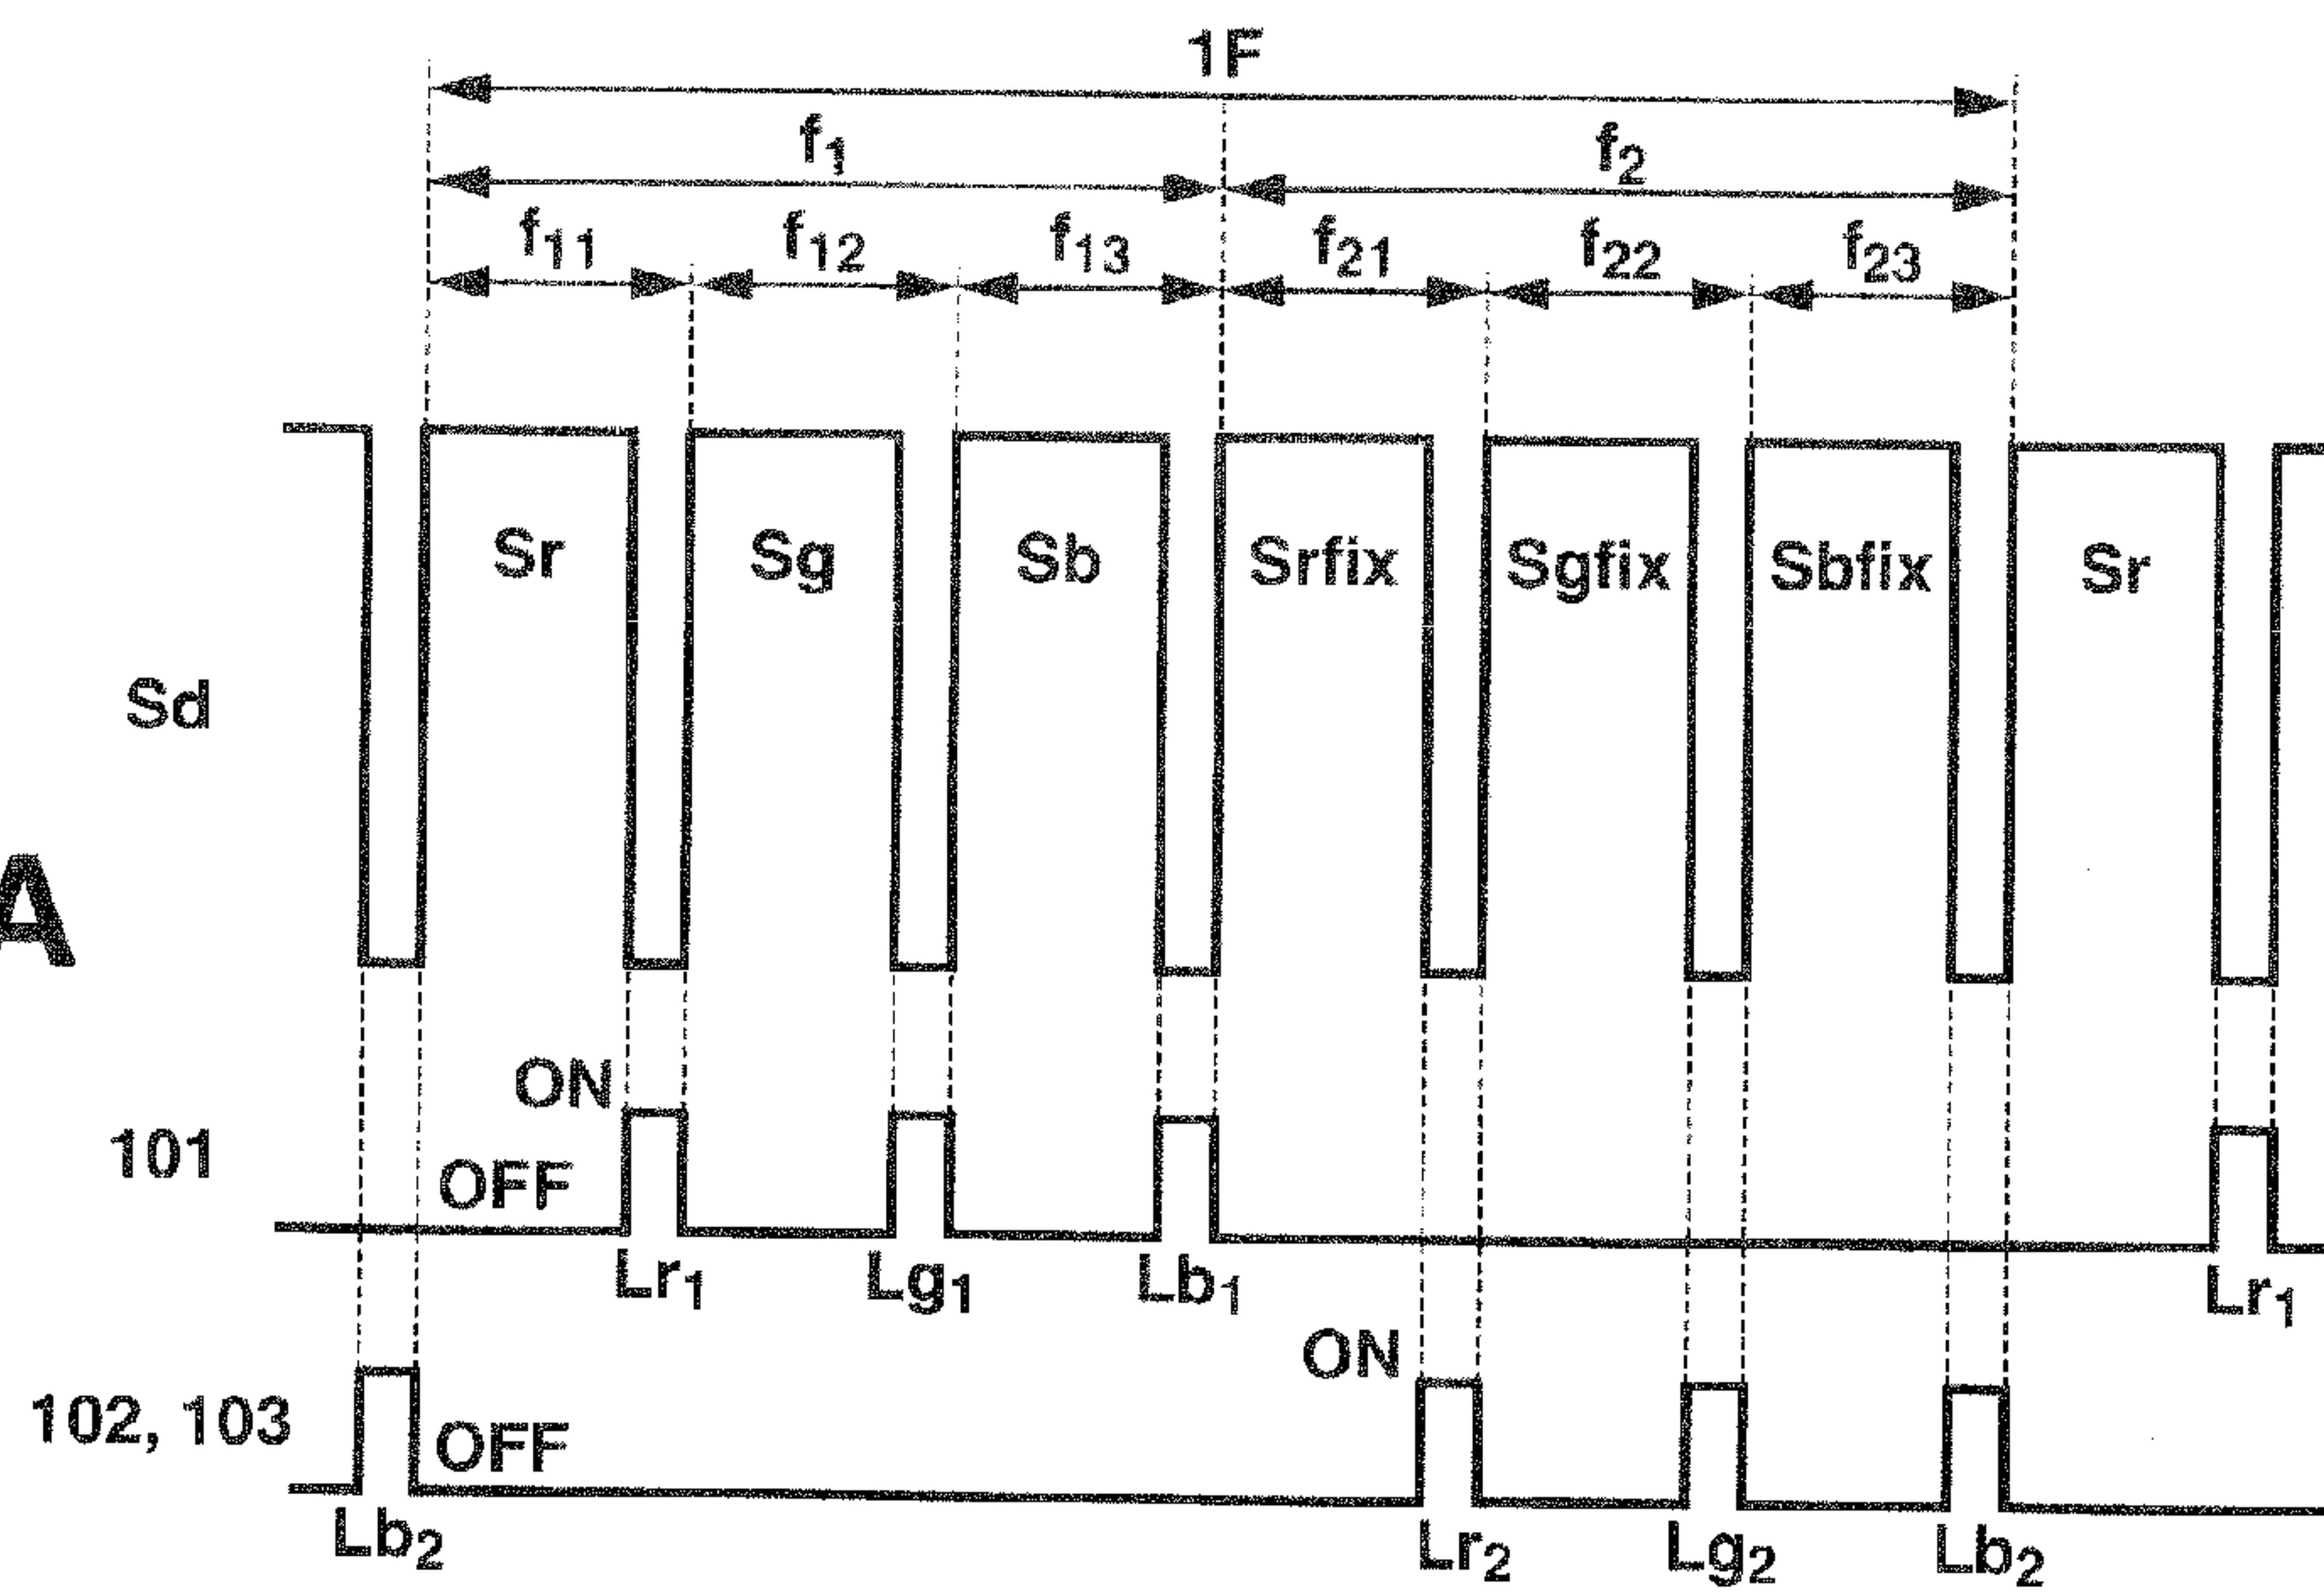 1F
f1 f2
f11 f12 f13 f21 f22 f23
Sr Sg Sb Srfix Sgfix Sbfix Sr
Sd
A
ON
101
OFF
Lr1 Lg1 Lb1 Lr1
ON
102, 103
OFF
Lb2 Lr2 Lg2 Lb2